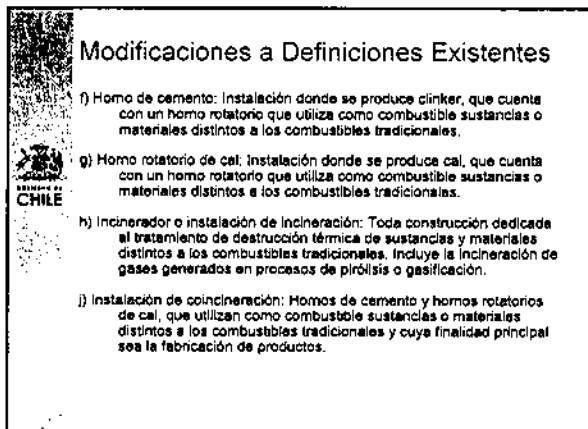 Modificaciones a Definiciones Existentes
f) Horno de cemento: Instalación donde se produce clinker, que cuenta
con un horno rotatorio que utiliza como combustible sustancias o
materiales distintos a los combustibles tradicionales.
g) Horno rotatorio de cal: Instalación donde se produce cal, que cuenta
con un horno rotatorio que utiliza como combustible sustancias o
materiales distintos a los combustibles tradicionales.
CHILE
h) Incinerador o instalación de incineración: Toda construcción dedicada
al tratamiento de destrucción térmica de sustancias y materiales
distintos a los combustibles tradicionales. Incluye la incineración de
gases generados en procesos de pirólisis o gasificación.
j) Instalación de coincineración: Hornos de cemento y hornos rotatorios
de cal, que utilizan como combustible sustancias o materiales
distintos a los combustibles tradicionales y cuya finalidad principal
sea la fabricación de productos.